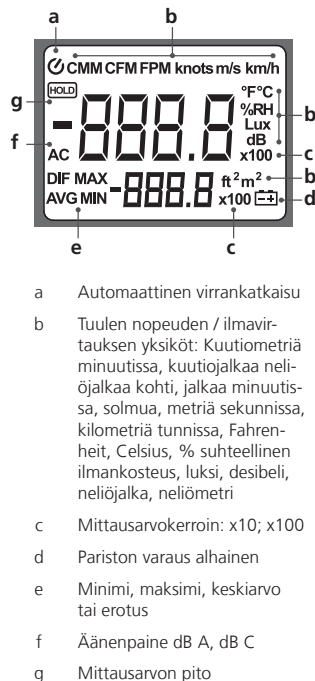 a b
CMM CFM FPM knots m/s km/h
g HOLD °F°C
-888.8 %RH b
Lux
f dB
AC x100 c
DIF MAX -888.8 ft²m² b
AVG MIN x100 d
e c
a Automaattinen virrankatkaisu
b Tuulen nopeuden / ilmavir-
tauksen yksiköt: Kuutiometriä
minuutissa, kuutiojalkaa neli-
öjalkaa kohti, jalkaa minuutis-
sa, solmua, metriä sekunnissa,
kilometriä tunnissa, Fahren-
heit, Celsius, % suhteellinen
ilmankosteus, luksi, desibeli,
neliöjalka, neliömetri
c Mittausarvokerroin: x10; x100
d Pariston varaus alhainen
e Minimi, maksimi, keskiarvo
tai erotus
f Äänenpaine dB A, dB C
g Mittausarvon pito